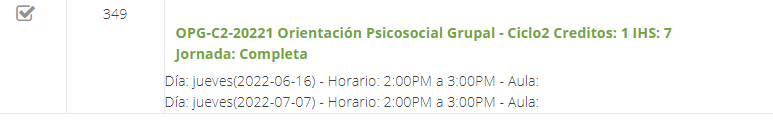 349
OPG-C2-20221 Orientación Psicosocial Grupal - Ciclo2 Creditos: 1 IHS: 7
Jornada: Completa
Día: jueves(2022-06-16) - Horario: 2:00PM a 3:00PM - Aula:
Día: jueves(2022-07-07) - Horario: 2:00PM a 3:00PM - Aula: